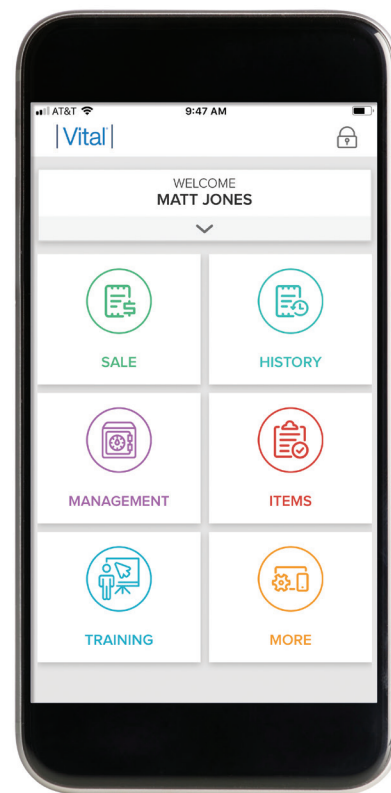 AT&T 9:47 AM
|Vital|
WELCOME
MATT JONES
SALE HISTORY
MANAGEMENT ITEMS
TRAINING MORE